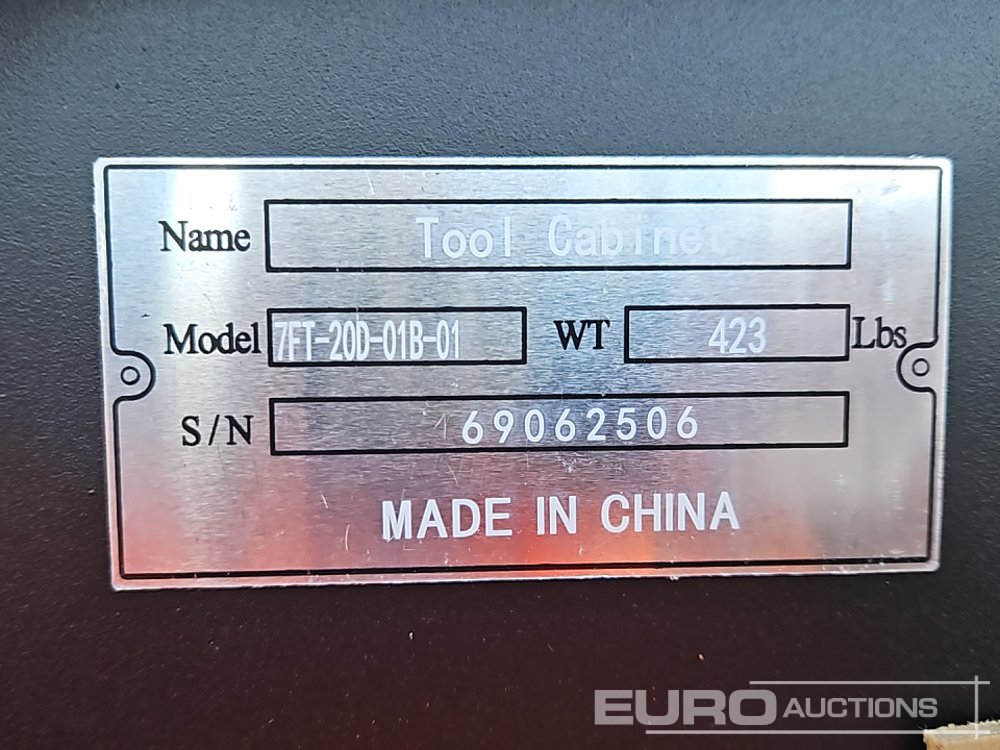 Name Tool Cabinet
Model 7FT-20D-01B-01 WT 423 Lbs
S/N 69062506
MADE IN CHINA
EURO AUCTIONS